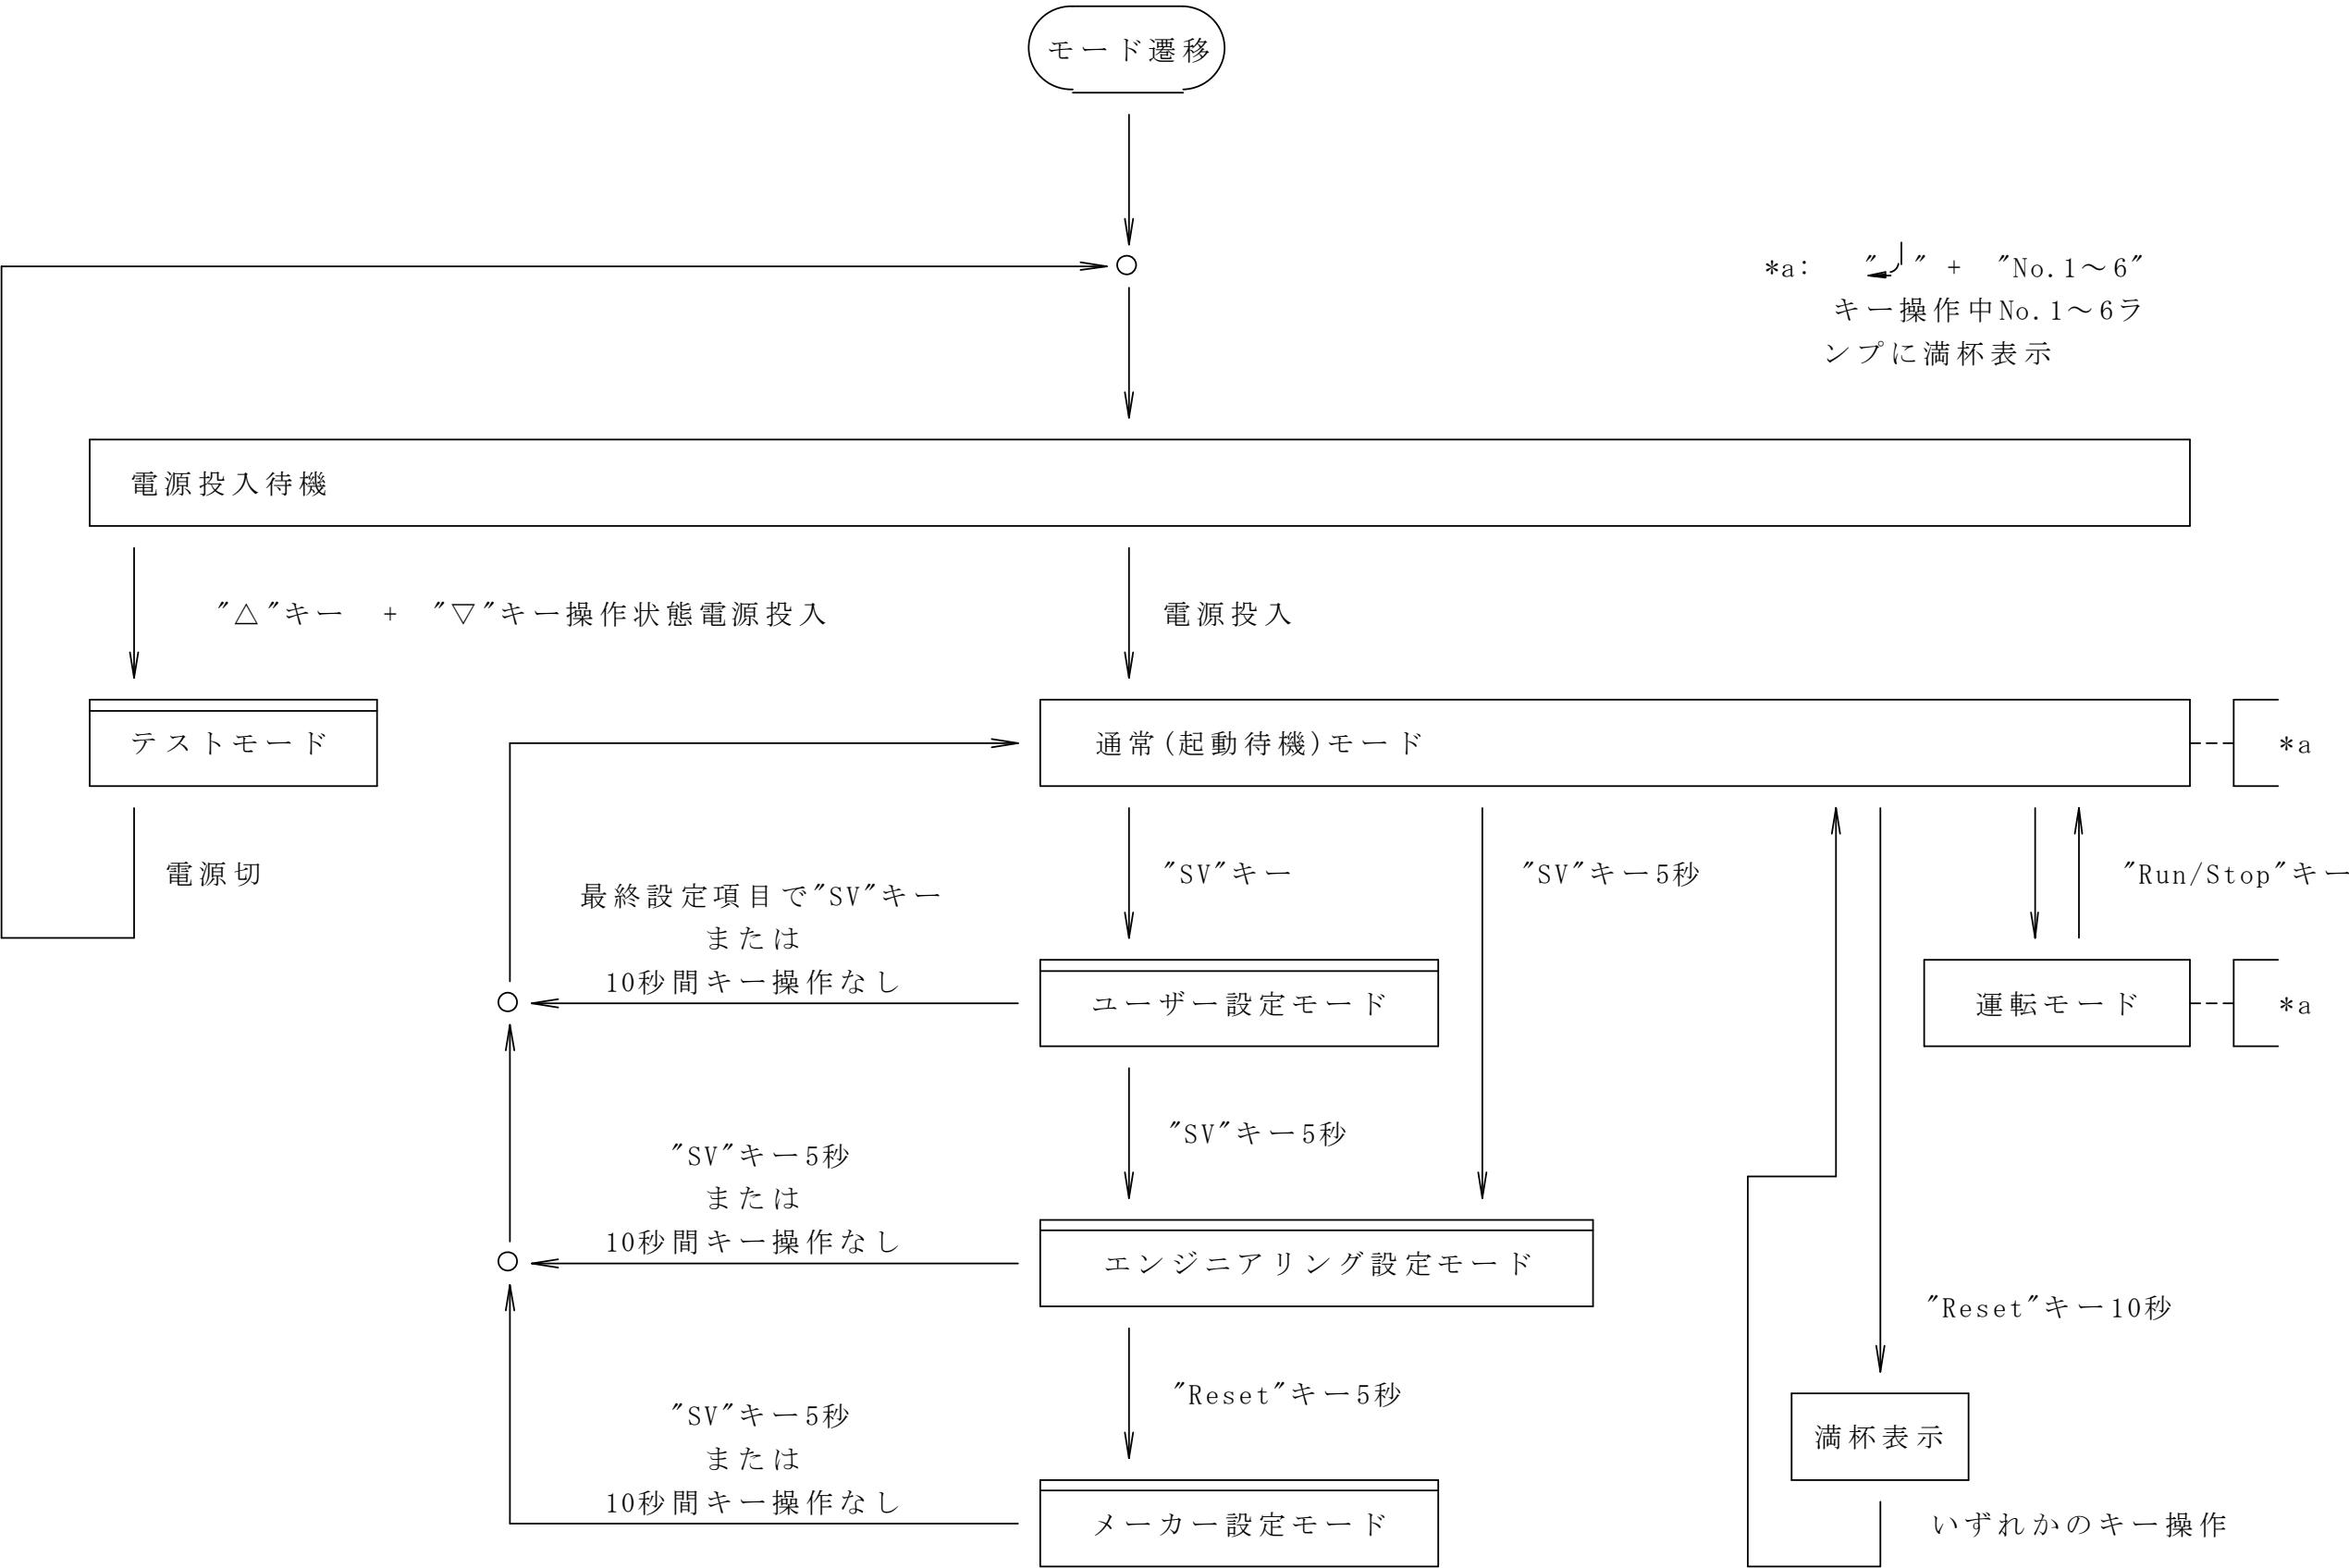 モード遷移
*a: "⏎" + "No.1～6"
キー操作中No.1～6ラ
ンプに満杯表示
電源投入待機
"△"キー + "▽"キー操作状態電源投入
電源投入
テストモード
通常(起動待機)モード
*a
電源切
"SV"キー
"SV"キー5秒
"Run/Stop"キー
最終設定項目で"SV"キー
または
10秒間キー操作なし
ユーザー設定モード
運転モード
*a
"SV"キー5秒
"SV"キー5秒
または
10秒間キー操作なし
エンジニアリング設定モード
"Reset"キー10秒
"Reset"キー5秒
"SV"キー5秒
または
10秒間キー操作なし
満杯表示
メーカー設定モード
いずれかのキー操作